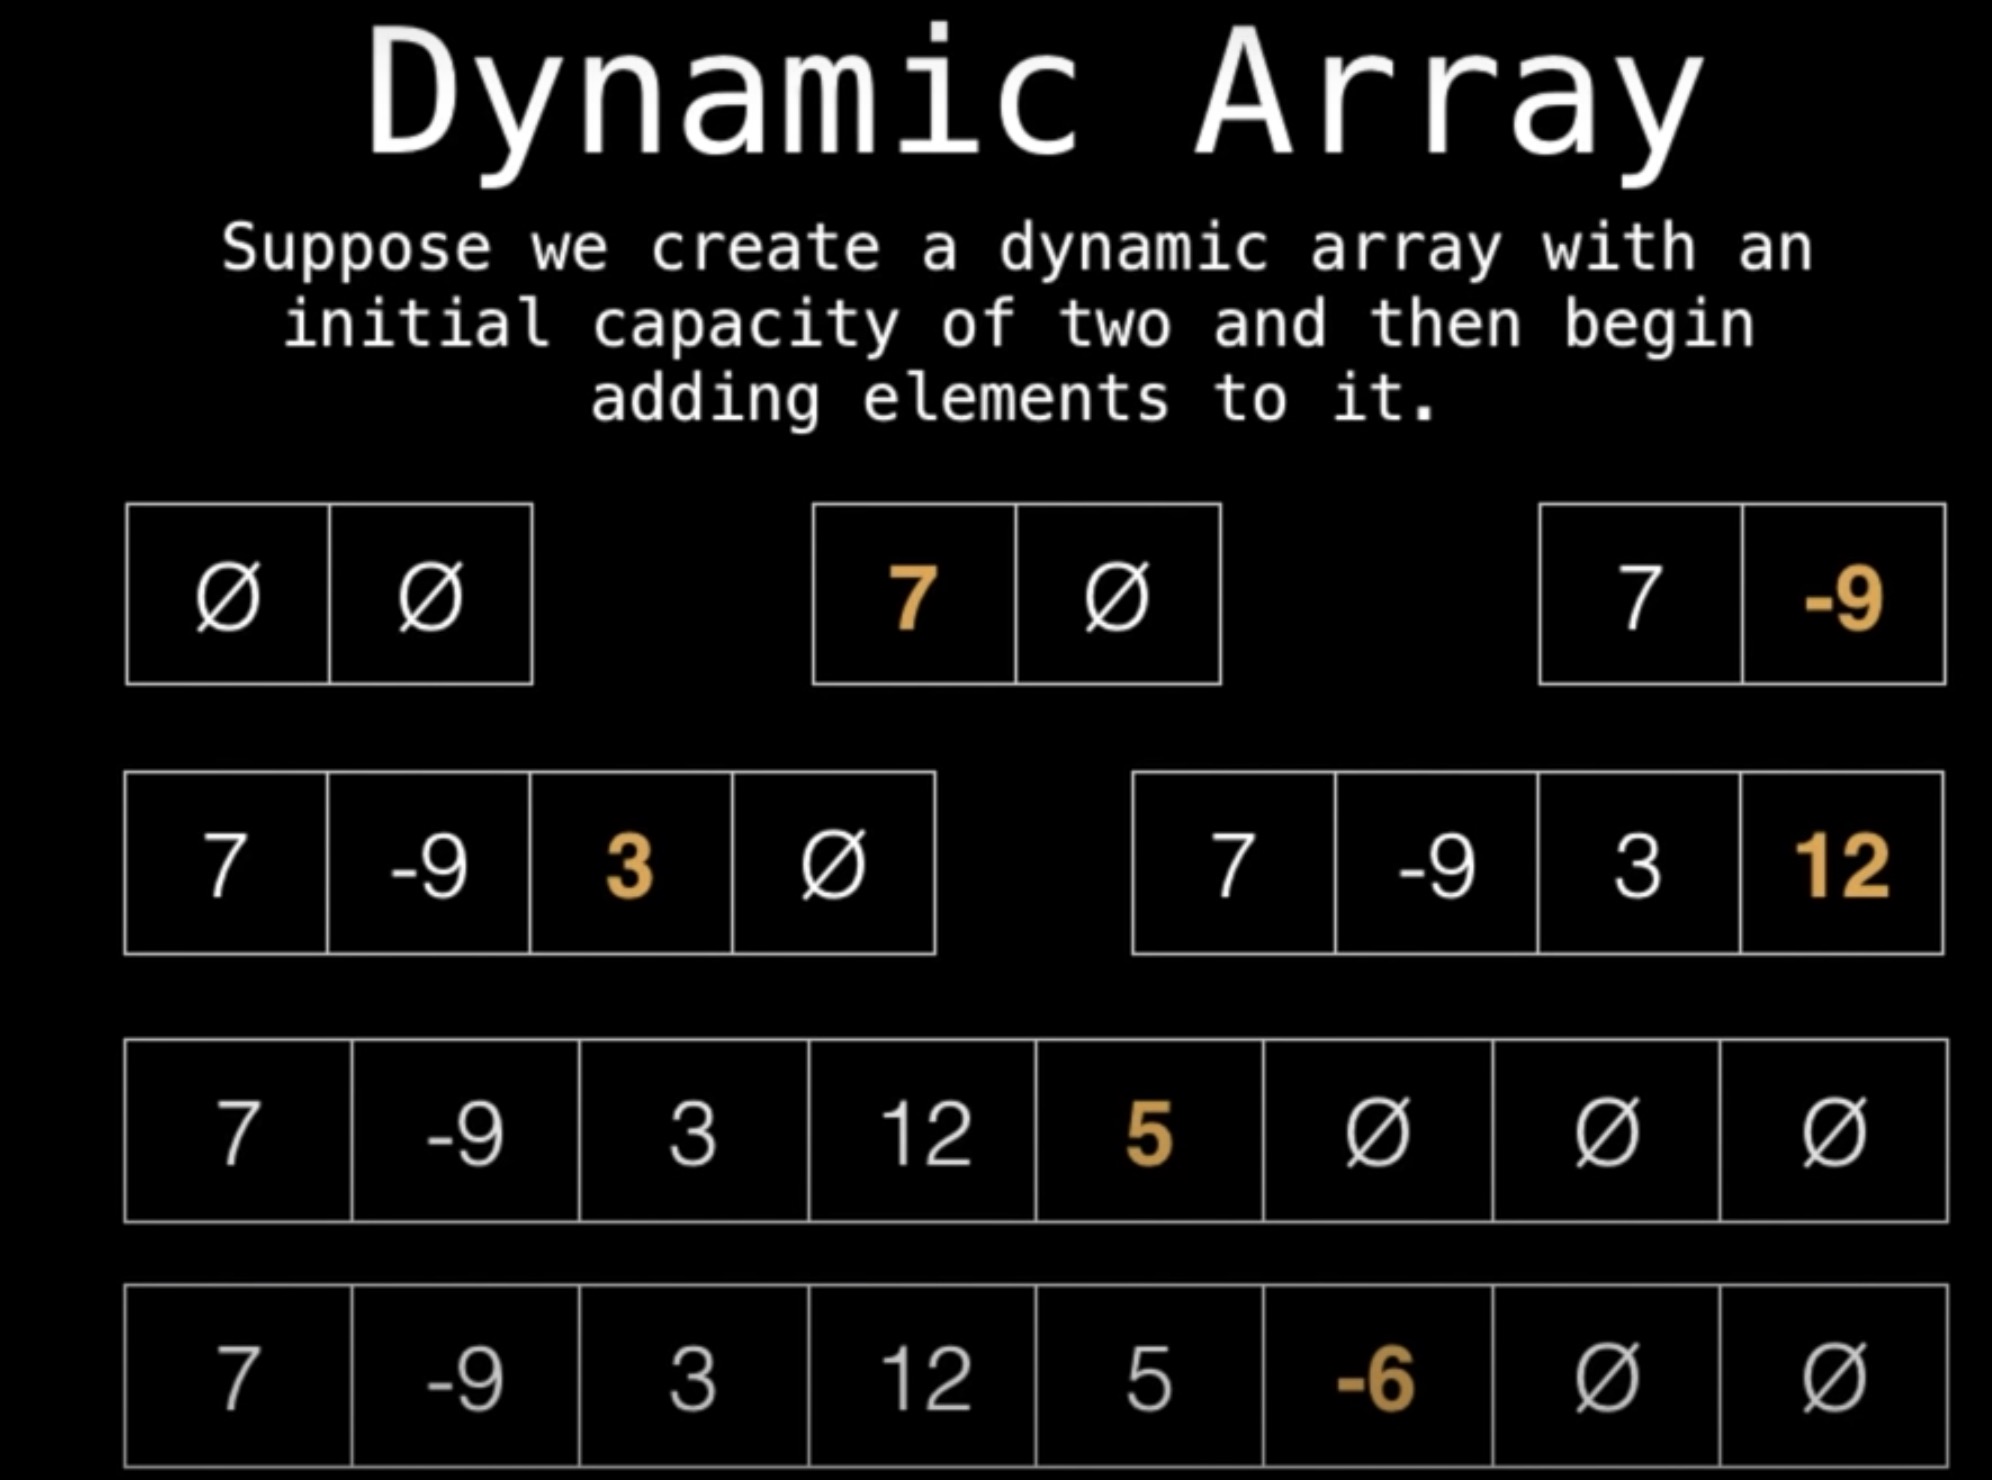 Dynamic Array
Suppose we create a dynamic array with an
initial capacity of two and then begin
adding elements to it.
Ø Ø 7 Ø 7 -9
7 -9 3 Ø 7 -9 3 12
7 -9 3 12 5 Ø Ø Ø
7 -9 3 12 5 -6 Ø Ø